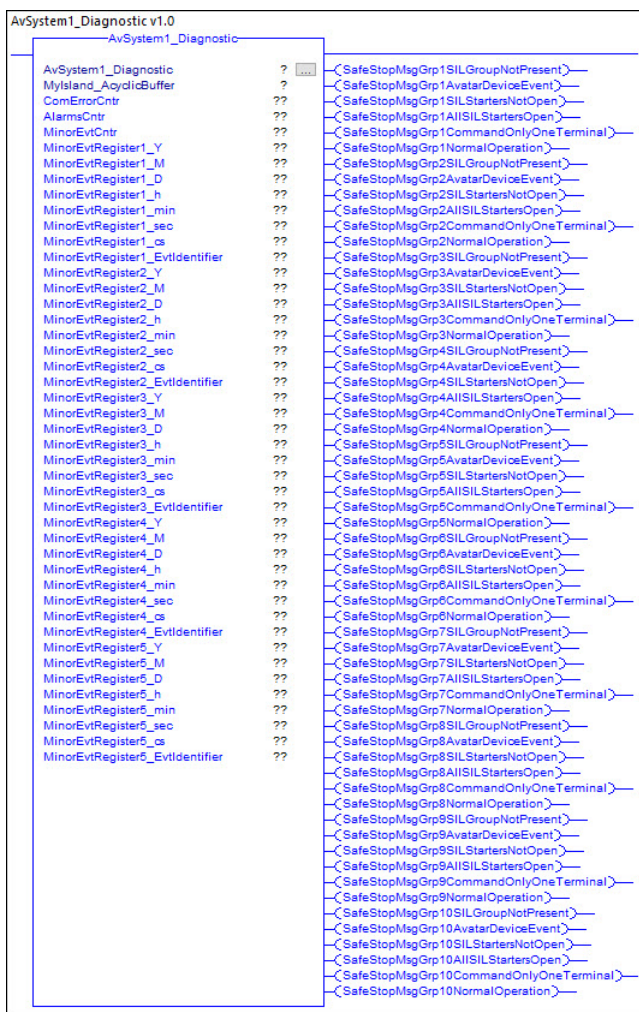 AvSystem1_Diagnostic v1.0
AvSystem1_Diagnostic
AvSystem1_Diagnostic ? ...
MyIsland_AcyclicBuffer ?
ComErrorCntr ??
AlarmsCntr ??
MinorEvtCntr ??
MinorEvtRegister1_Y ??
MinorEvtRegister1_M ??
MinorEvtRegister1_D ??
MinorEvtRegister1_h ??
MinorEvtRegister1_min ??
MinorEvtRegister1_sec ??
MinorEvtRegister1_cs ??
MinorEvtRegister1_EvtIdentifier ??
MinorEvtRegister2_Y ??
MinorEvtRegister2_M ??
MinorEvtRegister2_D ??
MinorEvtRegister2_h ??
MinorEvtRegister2_min ??
MinorEvtRegister2_sec ??
MinorEvtRegister2_cs ??
MinorEvtRegister2_EvtIdentifier ??
MinorEvtRegister3_Y ??
MinorEvtRegister3_M ??
MinorEvtRegister3_D ??
MinorEvtRegister3_h ??
MinorEvtRegister3_min ??
MinorEvtRegister3_sec ??
MinorEvtRegister3_cs ??
MinorEvtRegister3_EvtIdentifier ??
MinorEvtRegister4_Y ??
MinorEvtRegister4_M ??
MinorEvtRegister4_D ??
MinorEvtRegister4_h ??
MinorEvtRegister4_min ??
MinorEvtRegister4_sec ??
MinorEvtRegister4_cs ??
MinorEvtRegister4_EvtIdentifier ??
MinorEvtRegister5_Y ??
MinorEvtRegister5_M ??
MinorEvtRegister5_D ??
MinorEvtRegister5_h ??
MinorEvtRegister5_min ??
MinorEvtRegister5_sec ??
MinorEvtRegister5_cs ??
MinorEvtRegister5_EvtIdentifier ??
SafeStopMsgGrp1SILGroupNotPresent
SafeStopMsgGrp1AvatarDeviceEvent
SafeStopMsgGrp1SILStartersNotOpen
SafeStopMsgGrp1AllSILStartersOpen
SafeStopMsgGrp1CommandOnlyOneTerminal
SafeStopMsgGrp1NormalOperation
SafeStopMsgGrp2SILGroupNotPresent
SafeStopMsgGrp2AvatarDeviceEvent
SafeStopMsgGrp2SILStartersNotOpen
SafeStopMsgGrp2AllSILStartersOpen
SafeStopMsgGrp2CommandOnlyOneTerminal
SafeStopMsgGrp2NormalOperation
SafeStopMsgGrp3SILGroupNotPresent
SafeStopMsgGrp3AvatarDeviceEvent
SafeStopMsgGrp3SILStartersNotOpen
SafeStopMsgGrp3AllSILStartersOpen
SafeStopMsgGrp3CommandOnlyOneTerminal
SafeStopMsgGrp3NormalOperation
SafeStopMsgGrp4SILGroupNotPresent
SafeStopMsgGrp4AvatarDeviceEvent
SafeStopMsgGrp4SILStartersNotOpen
SafeStopMsgGrp4AllSILStartersOpen
SafeStopMsgGrp4CommandOnlyOneTerminal
SafeStopMsgGrp4NormalOperation
SafeStopMsgGrp5SILGroupNotPresent
SafeStopMsgGrp5AvatarDeviceEvent
SafeStopMsgGrp5SILStartersNotOpen
SafeStopMsgGrp5AllSILStartersOpen
SafeStopMsgGrp5CommandOnlyOneTerminal
SafeStopMsgGrp5NormalOperation
SafeStopMsgGrp6SILGroupNotPresent
SafeStopMsgGrp6AvatarDeviceEvent
SafeStopMsgGrp6SILStartersNotOpen
SafeStopMsgGrp6AllSILStartersOpen
SafeStopMsgGrp6CommandOnlyOneTerminal
SafeStopMsgGrp6NormalOperation
SafeStopMsgGrp7SILGroupNotPresent
SafeStopMsgGrp7AvatarDeviceEvent
SafeStopMsgGrp7SILStartersNotOpen
SafeStopMsgGrp7AllSILStartersOpen
SafeStopMsgGrp7CommandOnlyOneTerminal
SafeStopMsgGrp7NormalOperation
SafeStopMsgGrp8SILGroupNotPresent
SafeStopMsgGrp8AvatarDeviceEvent
SafeStopMsgGrp8SILStartersNotOpen
SafeStopMsgGrp8AllSILStartersOpen
SafeStopMsgGrp8CommandOnlyOneTerminal
SafeStopMsgGrp8NormalOperation
SafeStopMsgGrp9SILGroupNotPresent
SafeStopMsgGrp9AvatarDeviceEvent
SafeStopMsgGrp9SILStartersNotOpen
SafeStopMsgGrp9AllSILStartersOpen
SafeStopMsgGrp9CommandOnlyOneTerminal
SafeStopMsgGrp9NormalOperation
SafeStopMsgGrp10SILGroupNotPresent
SafeStopMsgGrp10AvatarDeviceEvent
SafeStopMsgGrp10SILStartersNotOpen
SafeStopMsgGrp10AllSILStartersOpen
SafeStopMsgGrp10CommandOnlyOneTerminal
SafeStopMsgGrp10NormalOperation